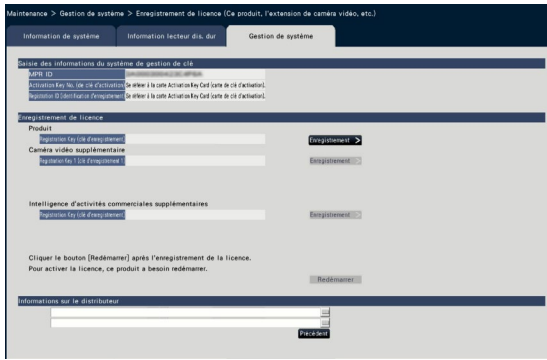 Maintenance > Gestion de système > Enregistrement de licence (Ce produit, l'extension de caméra vidéo, etc.)
Information de système Information lecteur dis. dur Gestion de système
Saisie des informations du système de gestion de clé
MPR ID
Activation Key No. (de clé d'activation) Se référer à la carte Activation Key Card (carte de clé d'activation).
Registration ID (identification d'enregistrement) Se référer à la carte Activation Key Card (carte de clé d'activation).
Enregistrement de licence
Produit
Registration Key (clé d'enregistrement) Enregistrement >
Caméra vidéo supplémentaire
Registration Key 1 (clé d'enregistrement 1) Enregistrement >
Intelligence d'activités commerciales supplémentaires
Registration Key (clé d'enregistrement) Enregistrement >
Cliquer le bouton [Redémarrer] après l'enregistrement de la licence.
Pour activer la licence, ce produit a besoin redémarrer.
Redémarrer
Informations sur le distributeur
...
...
Précédent